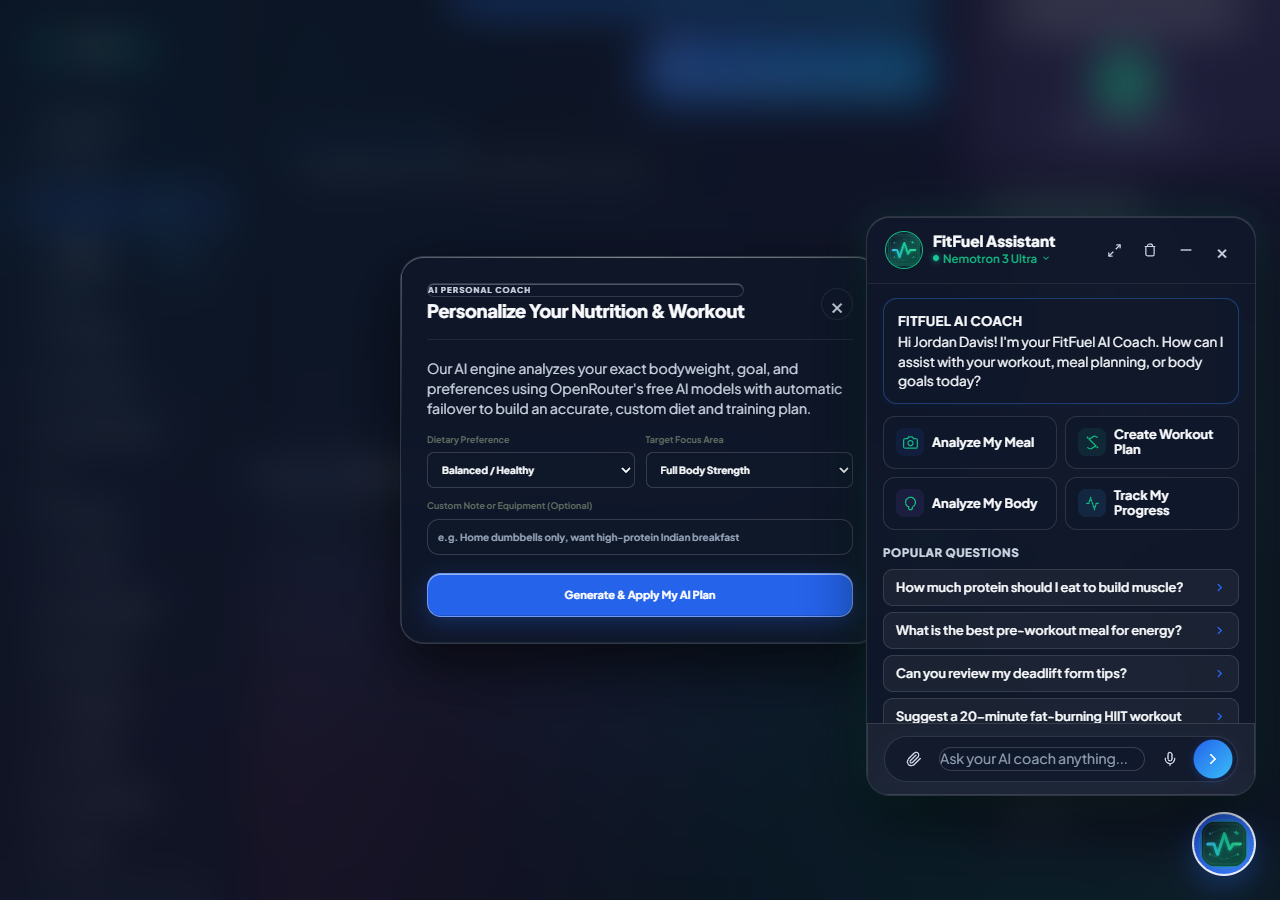 AI PERSONAL COACH
Personalize Your Nutrition & Workout
Our AI engine analyzes your exact bodyweight, goal, and
preferences using OpenRouter's free AI models with automatic
failover to build an accurate, custom diet and training plan.
Dietary Preference
Target Focus Area
Balanced / Healthy
Full Body Strength
Custom Note or Equipment (Optional)
e.g. Home dumbbells only, want high-protein Indian breakfast
Generate & Apply My AI Plan
FitFuel Assistant
Nemotron 3 Ultra
FITFUEL AI COACH
Hi Jordan Davis! I'm your FitFuel AI Coach. How can I
assist with your workout, meal planning, or body
goals today?
Analyze My Meal
Create Workout
Plan
Analyze My Body
Track My
Progress
POPULAR QUESTIONS
How much protein should I eat to build muscle?
What is the best pre-workout meal for energy?
Can you review my deadlift form tips?
Suggest a 20-minute fat-burning HIIT workout
Ask your AI coach anything...